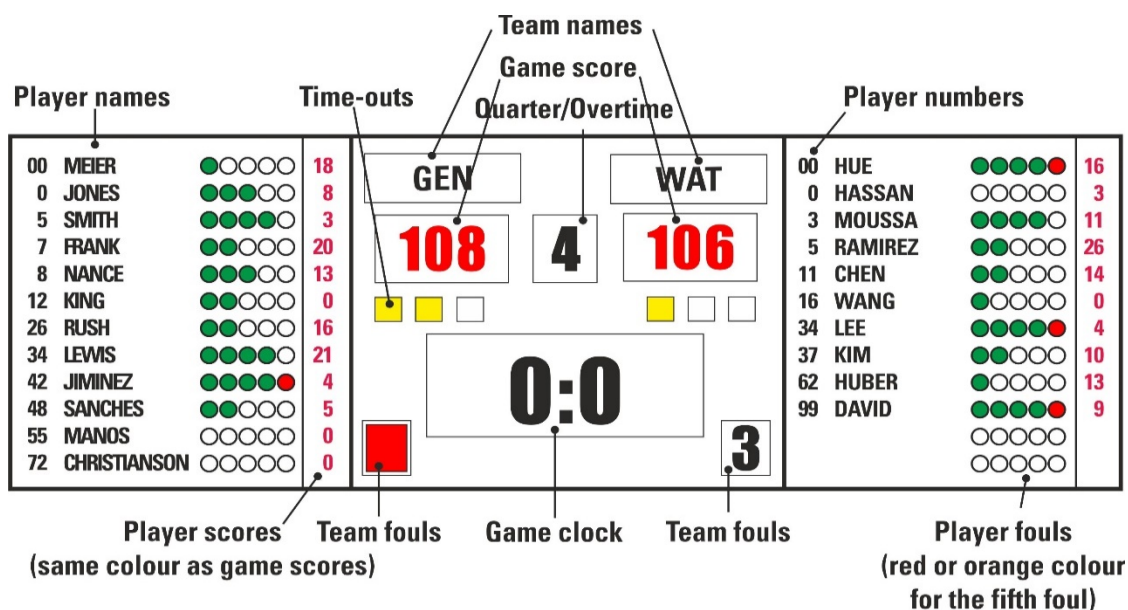 Team names
Game score
Player names
Time-outs
Quarter/Overtime
Player numbers
00 MEIER 18
0 JONES 8
5 SMITH 3
7 FRANK 20
8 NANCE 13
12 KING 0
26 RUSH 16
34 LEWIS 21
42 JIMINEZ 4
48 SANCHES 5
55 MANOS 0
72 CHRISTIANSON 0
GEN
WAT
108
4
106
0:0
3
00 HUE 16
0 HASSAN 3
3 MOUSSA 11
5 RAMIREZ 26
11 CHEN 14
16 WANG 0
34 LEE 4
37 KIM 10
62 HUBER 13
99 DAVID 9
Player scores
(same colour as game scores)
Team fouls
Game clock
Team fouls
Player fouls
(red or orange colour
for the fifth foul)